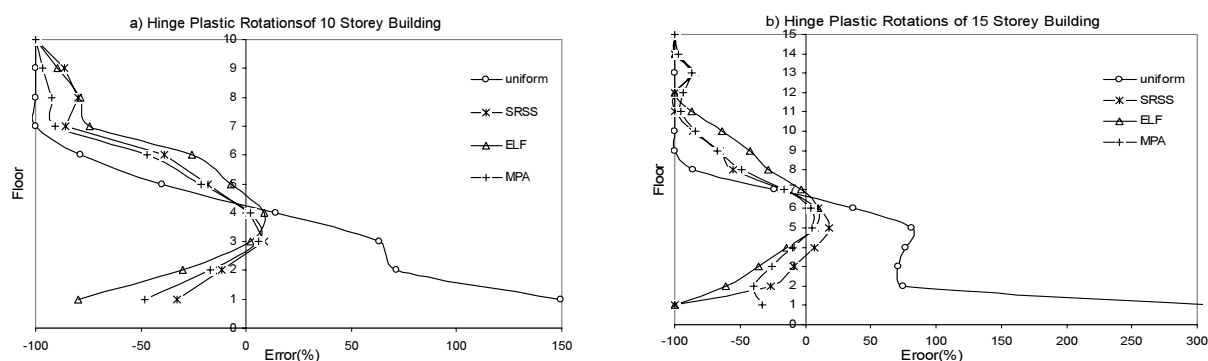 a) Hinge Plastic Rotationsof 10 Storey Building
10
9
8
7
6
5
4
3
2
1
0
Floor
-100 -50 0 50 100 150
Error(%)
uniform
SRSS
ELF
MPA
b) Hinge Plastic Rotations of 15 Storey Building
15
14
13
12
11
10
9
8
7
6
5
4
3
2
1
0
Floor
-100 -50 0 50 100 150 200 250 300
Eroor(%)
uniform
SRSS
ELF
MPA